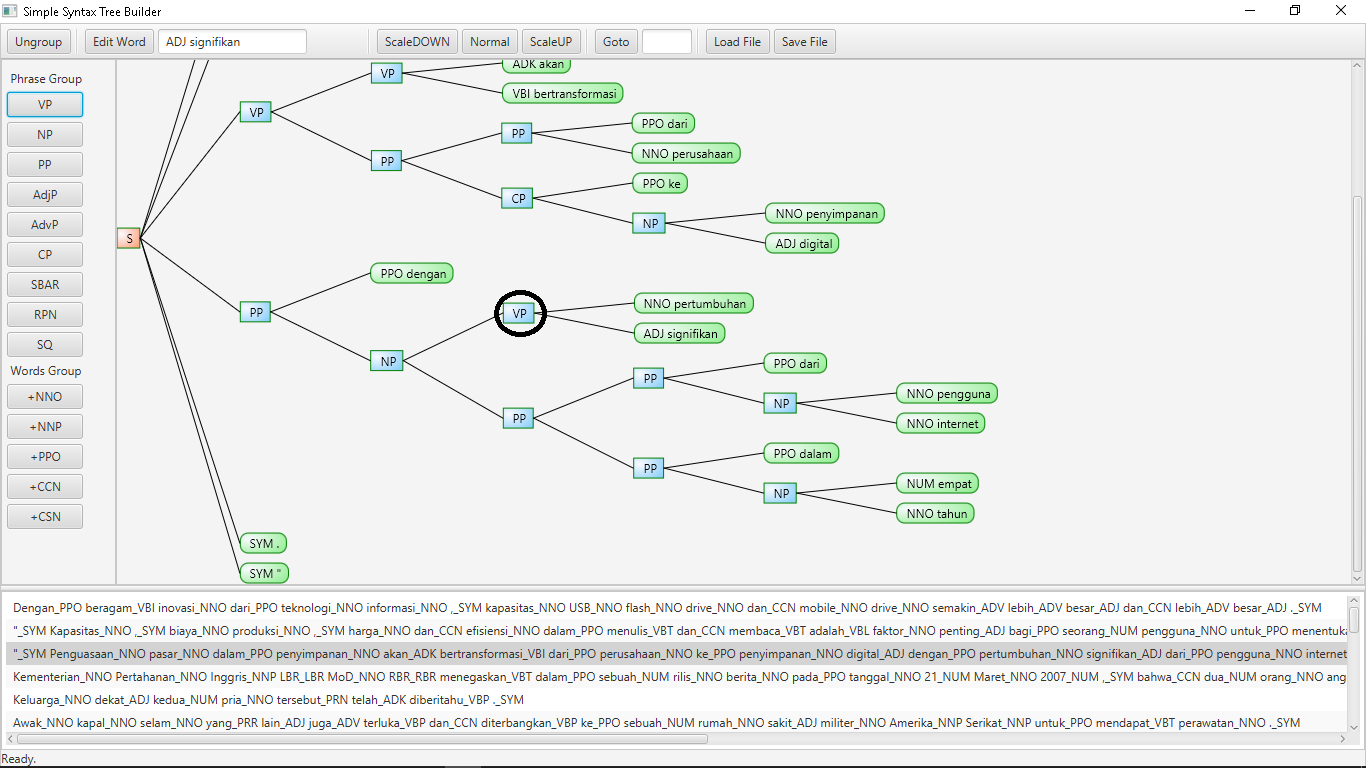 Simple Syntax Tree Builder
Ungroup Edit Word ADJ signifikan ScaleDOWN Normal ScaleUP Goto Load File Save File
Phrase Group
VP
NP
PP
AdjP
AdvP
CP
SBAR
RPN
SQ
Words Group
+NNO
+NNP
+PPO
+CCN
+CSN
ADK akan
VP
VBI bertransformasi
VP
PPO dari
PP
NNO perusahaan
PP
PPO ke
CP
NNO penyimpanan
NP
ADJ digital
S
PPO dengan
NNO pertumbuhan
PP
VP
ADJ signifikan
NP
PPO dari
PP
NNO pengguna
NP
PP
NNO internet
PPO dalam
PP
NUM empat
NP
NNO tahun
SYM .
SYM "
Dengan_PPO beragam_VBI inovasi_NNO dari_PPO teknologi_NNO informasi_NNO ,_SYM kapasitas_NNO USB_NNO flash_NNO drive_NNO dan_CCN mobile_NNO drive_NNO semakin_ADV lebih_ADV besar_ADJ dan_CCN lebih_ADV besar_ADJ ._SYM
"_SYM Kapasitas_NNO ,_SYM biaya_NNO produksi_NNO ,_SYM harga_NNO dan_CCN efisiensi_NNO dalam_PPO menulis_VBT dan_CCN membaca_VBT adalah_VBL faktor_NNO penting_ADJ bagi_PPO seorang_NUM pengguna_NNO untuk_PPO menentuka
"_SYM Penguasaan_NNO pasar_NNO dalam_PPO penyimpanan_NNO akan_ADK bertransformasi_VBI dari_PPO perusahaan_NNO ke_PPO penyimpanan_NNO digital_ADJ dengan_PPO pertumbuhan_NNO signifikan_ADJ dari_PPO pengguna_NNO internet
Kementerian_NNO Pertahanan_NNO Inggris_NNP LBR_LBR MoD_NNO RBR_RBR menegaskan_VBT dalam_PPO sebuah_NUM rilis_NNO berita_NNO pada_PPO tanggal_NNO 21_NUM Maret_NNO 2007_NUM ,_SYM bahwa_CCN dua_NUM orang_NNO ang
Keluarga_NNO dekat_ADJ kedua_NUM pria_NNO tersebut_PRN telah_ADK diberitahu_VBP ._SYM
Awak_NNO kapal_NNO selam_NNO yang_PRR lain_ADJ juga_ADV terluka_VBP dan_CCN diterbangkan_VBP ke_PPO sebuah_NUM rumah_NNO sakit_ADJ militer_NNO Amerika_NNP Serikat_NNP untuk_PPO mendapat_VBT perawatan_NNO ._SYM
Ready.